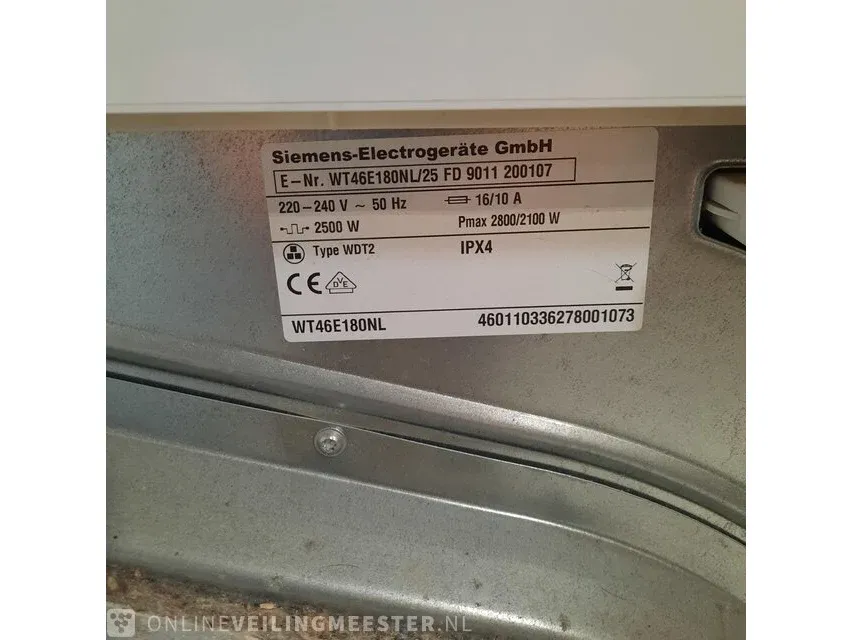 Siemens-Electrogeräte GmbH
E-Nr. WT46E180NL/25 FD 9011 200107
220-240 V ~ 50 Hz 16/10 A
2500 W Pmax 2800/2100 W
Type WDT2 IPX4
CE DVE
WT46E180NL 460110336278001073
ONLINEVEILINGMEESTER.NL